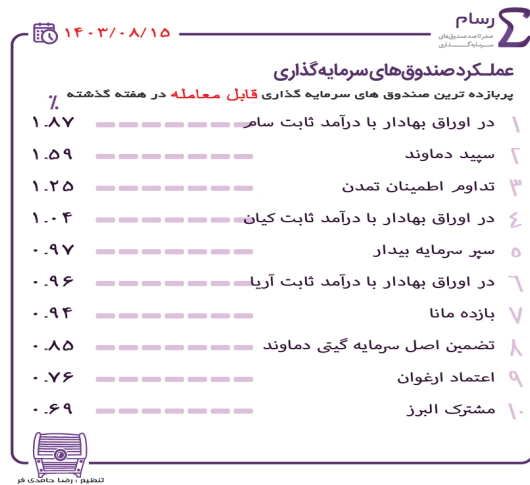 رسام
صفر تا صد صندوق‌های
سرمایه‌گذاری
۱۴۰۳/۰۸/۱۵
عملکرد صندوق‌های سرمایه‌گذاری
پربازده ترین صندوق های سرمایه گذاری قابل معامله در هفته گذشته
٪
۱ در اوراق بهادار با درآمد ثابت سام ۱.۸۷
۲ سپید دماوند ۱.۵۹
۳ تداوم اطمینان تمدن ۱.۲۵
٤ در اوراق بهادار با درآمد ثابت کیان ۱.۰۴
۵ سپر سرمایه بیدار ۰.۹۷
٦ در اوراق بهادار با درآمد ثابت آریا ۰.۹۶
۷ بازده مانا ۰.۹۴
۸ تضمین اصل سرمایه گیتی دماوند ۰.۸۵
۹ اعتماد ارغوان ۰.۷۶
۱۰ مشترک البرز ۰.۶۹
تنظیم : رضا حامدی فر